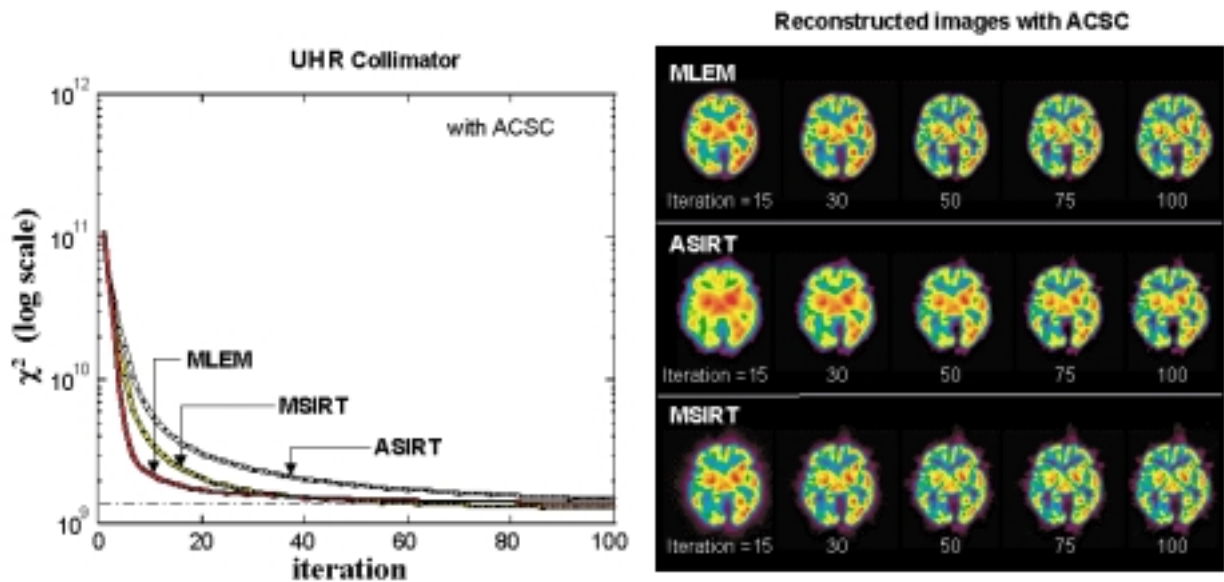 UHR Collimator
10^12
with ACSC
10^11
χ² (log scale)
10^10
MLEM
MSIRT
ASIRT
10^9
0 20 40 60 80 100
iteration
Reconstructed images with ACSC
MLEM
Iteration =15 30 50 75 100
ASIRT
Iteration =15 30 50 75 100
MSIRT
Iteration =15 30 50 75 100